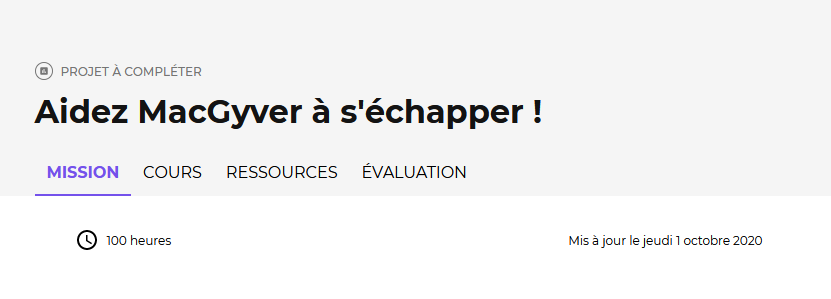 PROJET À COMPLÉTER
Aidez MacGyver à s'échapper !
MISSION COURS RESSOURCES ÉVALUATION
100 heures Mis à jour le jeudi 1 octobre 2020